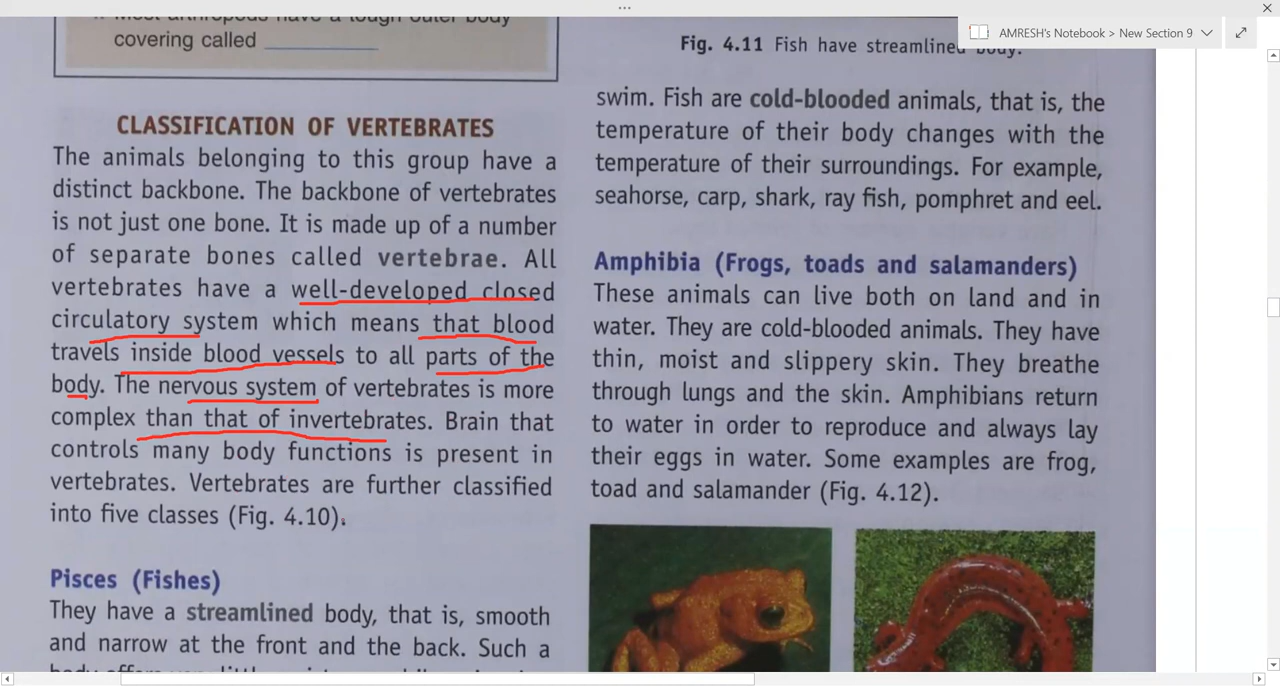 AMRESH's Notebook > New Section 9
covering called
CLASSIFICATION OF VERTEBRATES
The animals belonging to this group have a
distinct backbone. The backbone of vertebrates
is not just one bone. It is made up of a number
of separate bones called vertebrae. All
vertebrates have a well-developed closed
circulatory system which means that blood
travels inside blood vessels to all parts of the
body. The nervous system of vertebrates is more
complex than that of invertebrates. Brain that
controls many body functions is present in
vertebrates. Vertebrates are further classified
into five classes (Fig. 4.10).
Pisces (Fishes)
They have a streamlined body, that is, smooth
and narrow at the front and the back. Such a
Fig. 4.11 Fish have streamlined body.
swim. Fish are cold-blooded animals, that is, the
temperature of their body changes with the
temperature of their surroundings. For example,
seahorse, carp, shark, ray fish, pomphret and eel.
Amphibia (Frogs, toads and salamanders)
These animals can live both on land and in
water. They are cold-blooded animals. They have
thin, moist and slippery skin. They breathe
through lungs and the skin. Amphibians return
to water in order to reproduce and always lay
their eggs in water. Some examples are frog,
toad and salamander (Fig. 4.12).